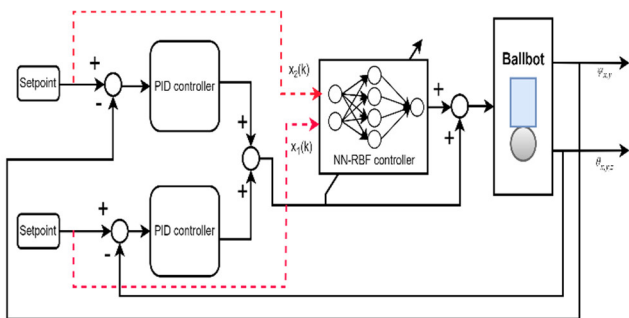 Setpoint
+
-
PID controller
+
x₂(k)
x₁(k)
NN-RBF controller
+
+
Ballbot
φx,y
θx,y,z
Setpoint
+
-
PID controller
+